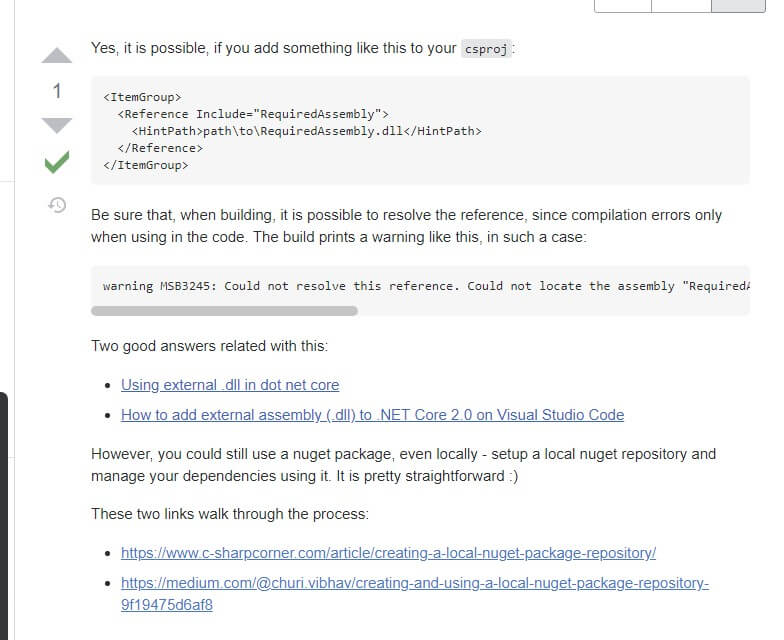 Yes, it is possible, if you add something like this to your csproj:
1
<ItemGroup>
  <Reference Include="RequiredAssembly">
    <HintPath>path\to\RequiredAssembly.dll</HintPath>
  </Reference>
</ItemGroup>
Be sure that, when building, it is possible to resolve the reference, since compilation errors only
when using in the code. The build prints a warning like this, in such a case:
warning MSB3245: Could not resolve this reference. Could not locate the assembly "RequiredA
Two good answers related with this:
• Using external .dll in dot net core
• How to add external assembly (.dll) to .NET Core 2.0 on Visual Studio Code
However, you could still use a nuget package, even locally - setup a local nuget repository and
manage your dependencies using it. It is pretty straightforward :)
These two links walk through the process:
• https://www.c-sharpcorner.com/article/creating-a-local-nuget-package-repository/
• https://medium.com/@churi.vibhav/creating-and-using-a-local-nuget-package-repository-
9f19475d6af8